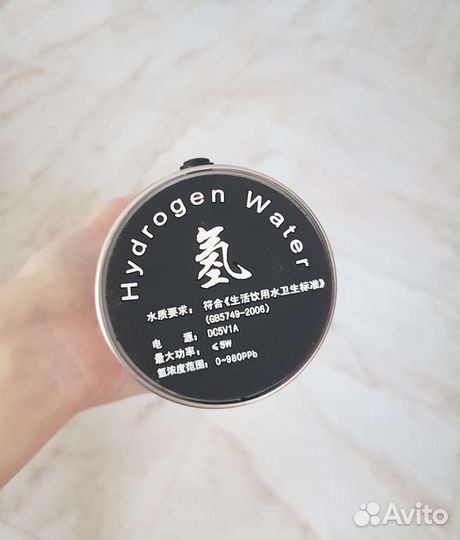 Hydrogen Water
氢
水质要求: 符合《生活饮用水卫生标准》
(GB5749-2006)
电 源: DC5V1A
最大功率: ≤5W
氢浓度范围: 0-980PPb
Avito